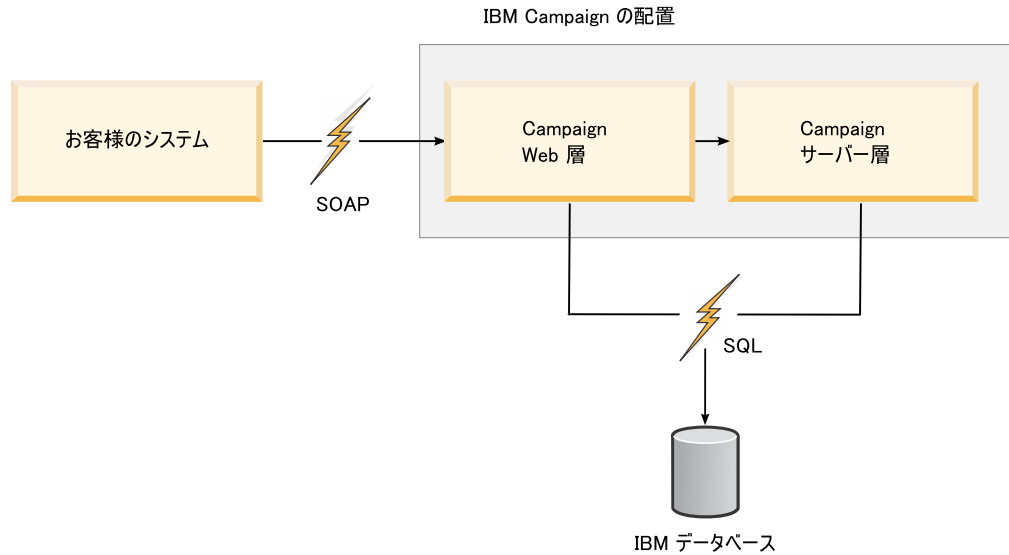 IBM Campaign の配置
お客様のシステム
SOAP
Campaign
Web 層
Campaign
サーバー層
SQL
IBM データベース